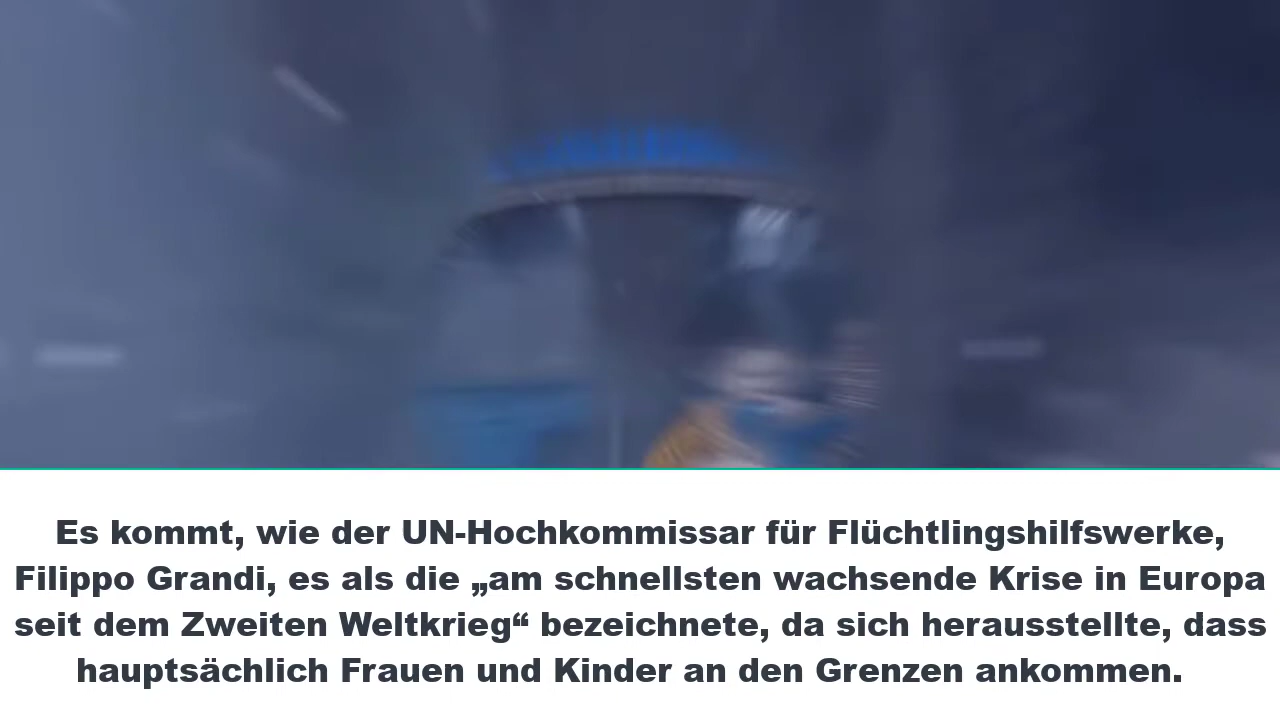 Es kommt, wie der UN-Hochkommissar für Flüchtlingshilfswerke,
Filippo Grandi, es als die „am schnellsten wachsende Krise in Europa
seit dem Zweiten Weltkrieg“ bezeichnete, da sich herausstellte, dass
hauptsächlich Frauen und Kinder an den Grenzen ankommen.